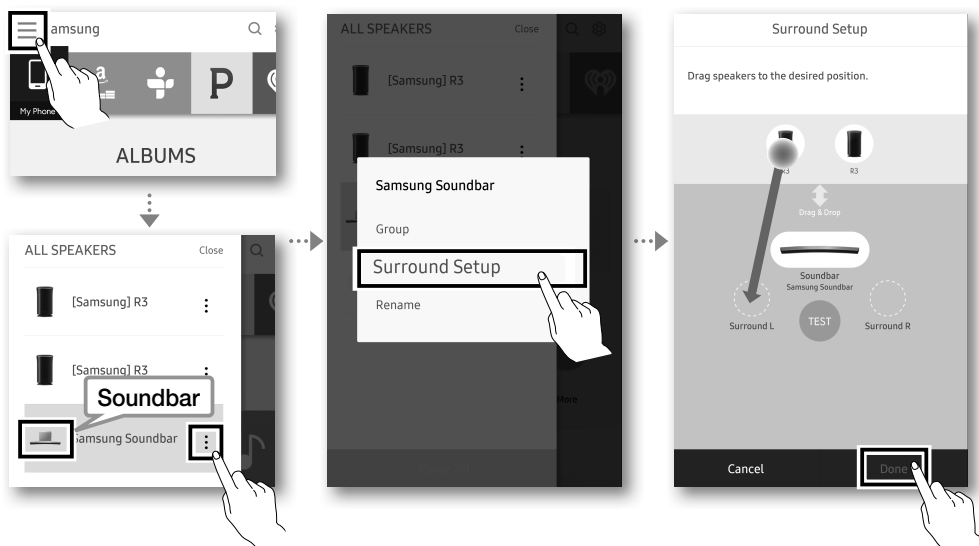 amsung
a
P
My Phone
ALBUMS
ALL SPEAKERS
Close
[Samsung] R3
[Samsung] R3
Soundbar
Samsung Soundbar
ALL SPEAKERS
Close
[Samsung] R3
[Samsung] R3
Samsung Soundbar
Group
Surround Setup
Rename
More
Surround Setup
Drag speakers to the desired position.
R3
R3
Drag & Drop
Soundbar
Samsung Soundbar
Surround L
TEST
Surround R
Cancel
Done